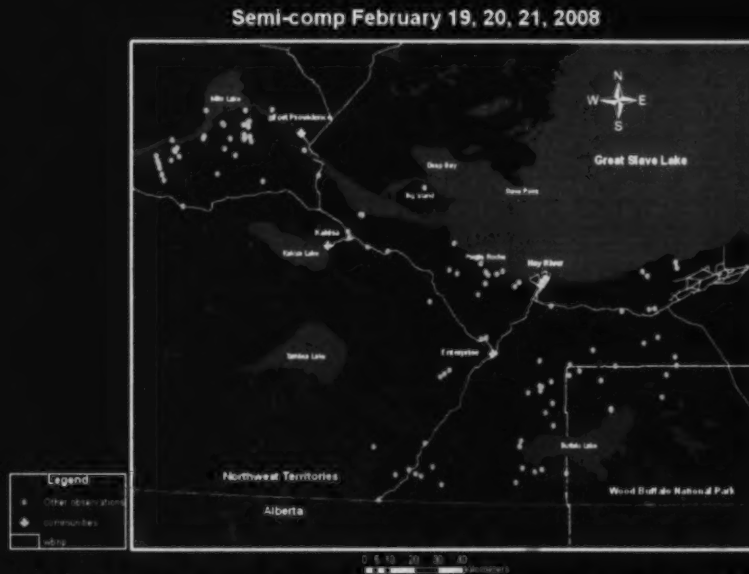 Semi-comp February 19, 20, 21, 2008
N
W E
S
Mills Lake
Fort Providence
Great Slave Lake
Deep Bay
Big Island
Kakisa
Kakisa Lake
Hay River
Enterprise
Tathlina Lake
Buffalo Lake
Northwest Territories
Wood Buffalo National Park
Alberta
Legend
Other observations
communities
wbnp
0 5 10 20 30 40
Kilometers